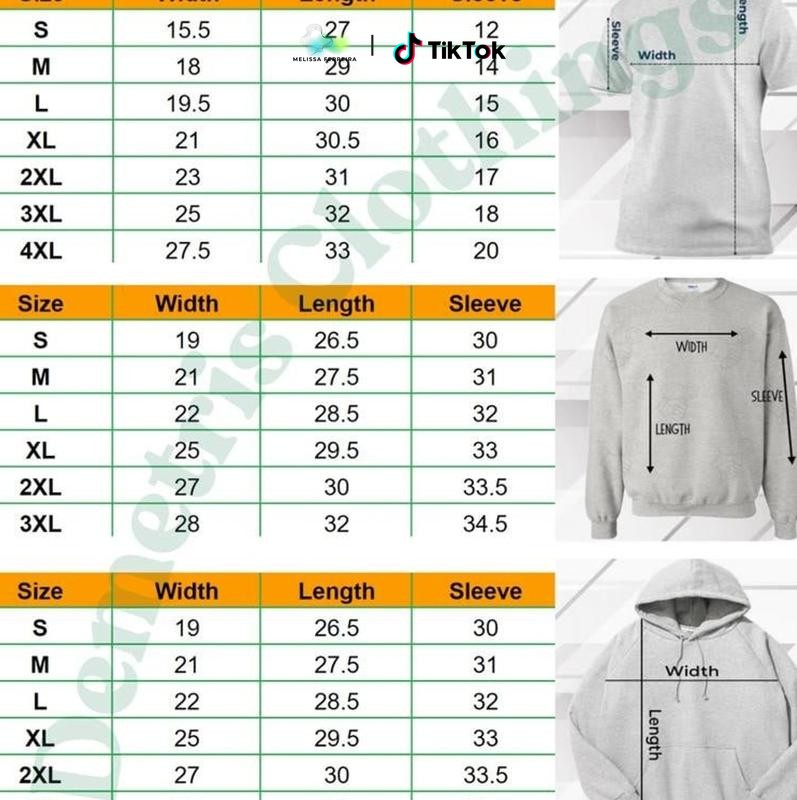 Size Width Length Sleeve
S 15.5 27 12
MELISSA FERREIRA | TikTok
M 18 29 14
L 19.5 30 15
XL 21 30.5 16
2XL 23 31 17
3XL 25 32 18
4XL 27.5 33 20
Sleeve
Width
Length
Size Width Length Sleeve
S 19 26.5 30
M 21 27.5 31
L 22 28.5 32
XL 25 29.5 33
2XL 27 30 33.5
3XL 28 32 34.5
WIDTH
SLEEVE
LENGTH
Size Width Length Sleeve
S 19 26.5 30
M 21 27.5 31
L 22 28.5 32
XL 25 29.5 33
2XL 27 30 33.5
Width
Length
Demetris Clothings